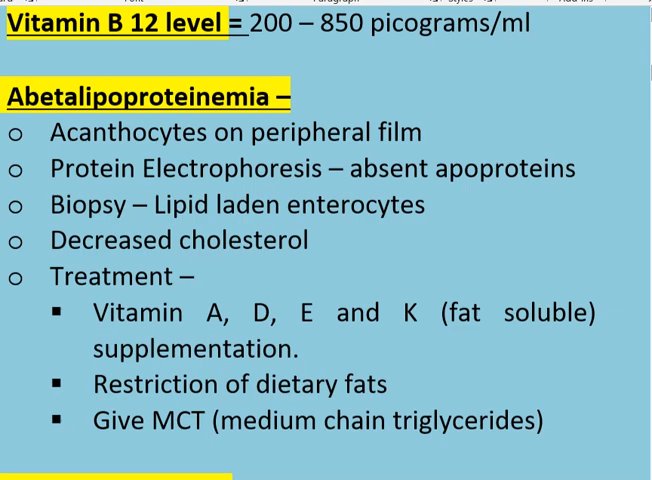 Vitamin B 12 level = 200 – 850 picograms/ml
Abetalipoproteinemia –
o Acanthocytes on peripheral film
o Protein Electrophoresis – absent apoproteins
o Biopsy – Lipid laden enterocytes
o Decreased cholesterol
o Treatment –
▪ Vitamin A, D, E and K (fat soluble)
supplementation.
▪ Restriction of dietary fats
▪ Give MCT (medium chain triglycerides)